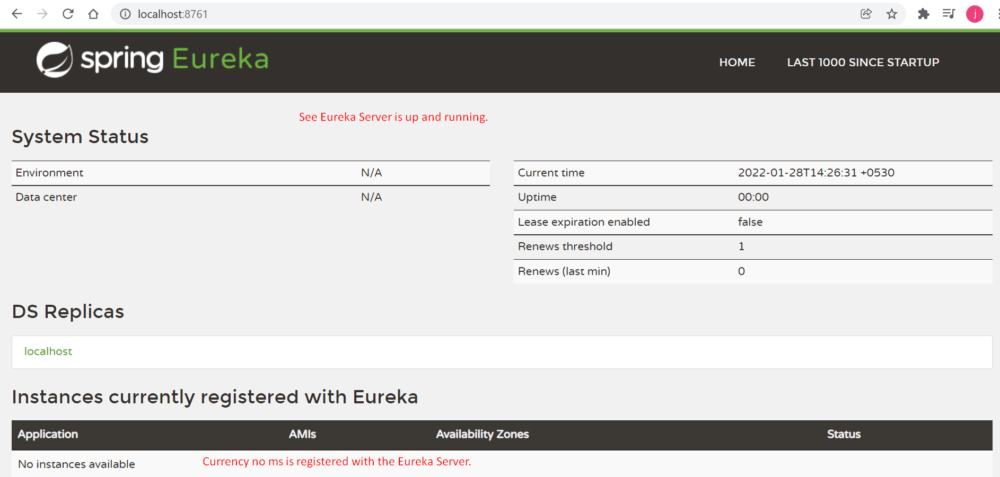 localhost:8761
j
spring Eureka
HOME LAST 1000 SINCE STARTUP
See Eureka Server is up and running.
System Status
Environment N/A
Data center N/A
Current time 2022-01-28T14:26:31 +0530
Uptime 00:00
Lease expiration enabled false
Renews threshold 1
Renews (last min) 0
DS Replicas
localhost
Instances currently registered with Eureka
Application AMIs Availability Zones Status
No instances available Currency no ms is registered with the Eureka Server.